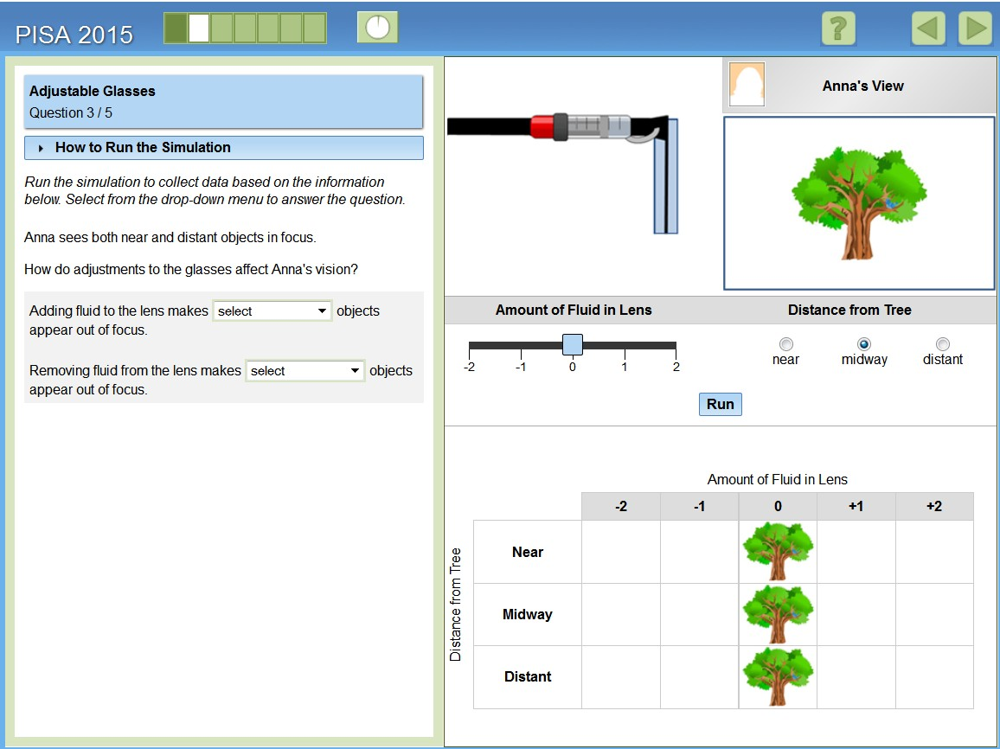 PISA 2015
?
Adjustable Glasses
Question 3 / 5
How to Run the Simulation
Run the simulation to collect data based on the information
below. Select from the drop-down menu to answer the question.
Anna sees both near and distant objects in focus.
How do adjustments to the glasses affect Anna's vision?
Adding fluid to the lens makes select objects
appear out of focus.
Removing fluid from the lens makes select objects
appear out of focus.
Anna's View
Amount of Fluid in Lens
-2 -1 0 1 2
Distance from Tree
near midway distant
Run
Amount of Fluid in Lens
-2 -1 0 +1 +2
Distance from Tree
Near
Midway
Distant